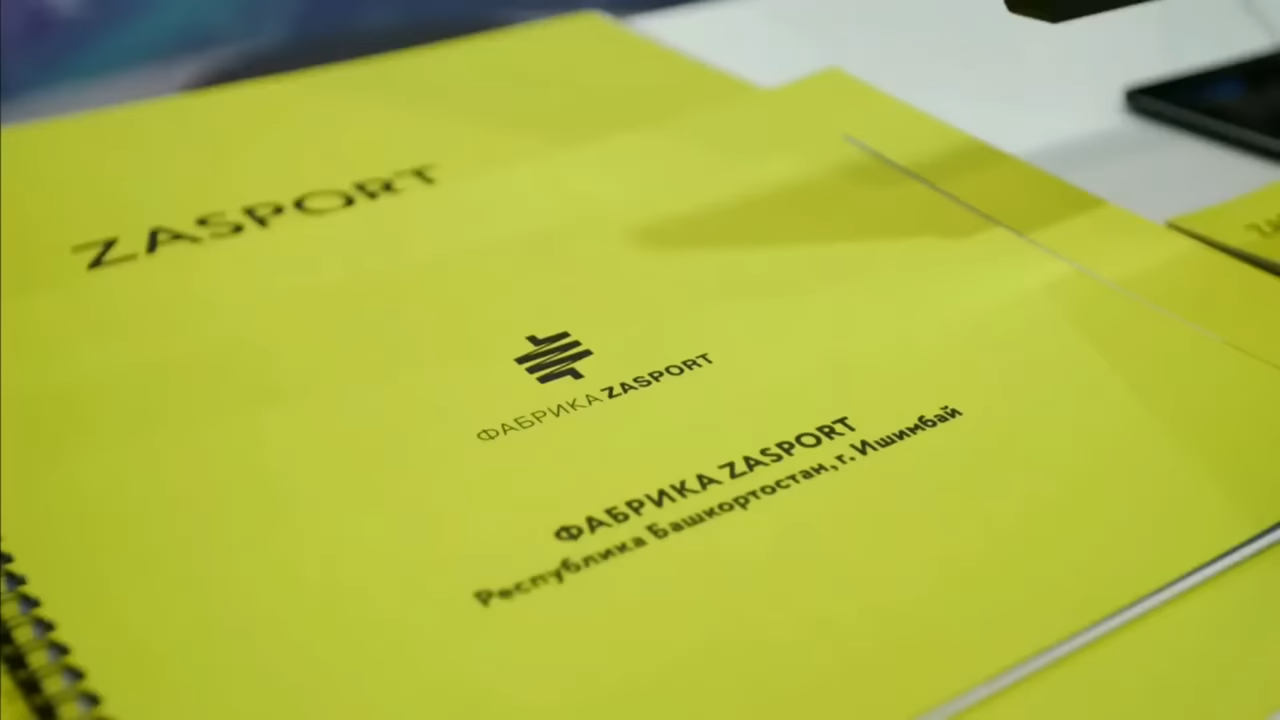 ZASPORT
ФАБРИКА ZASPORT
ФАБРИКА ZASPORT
Республика Башкортостан, г. Ишимбай